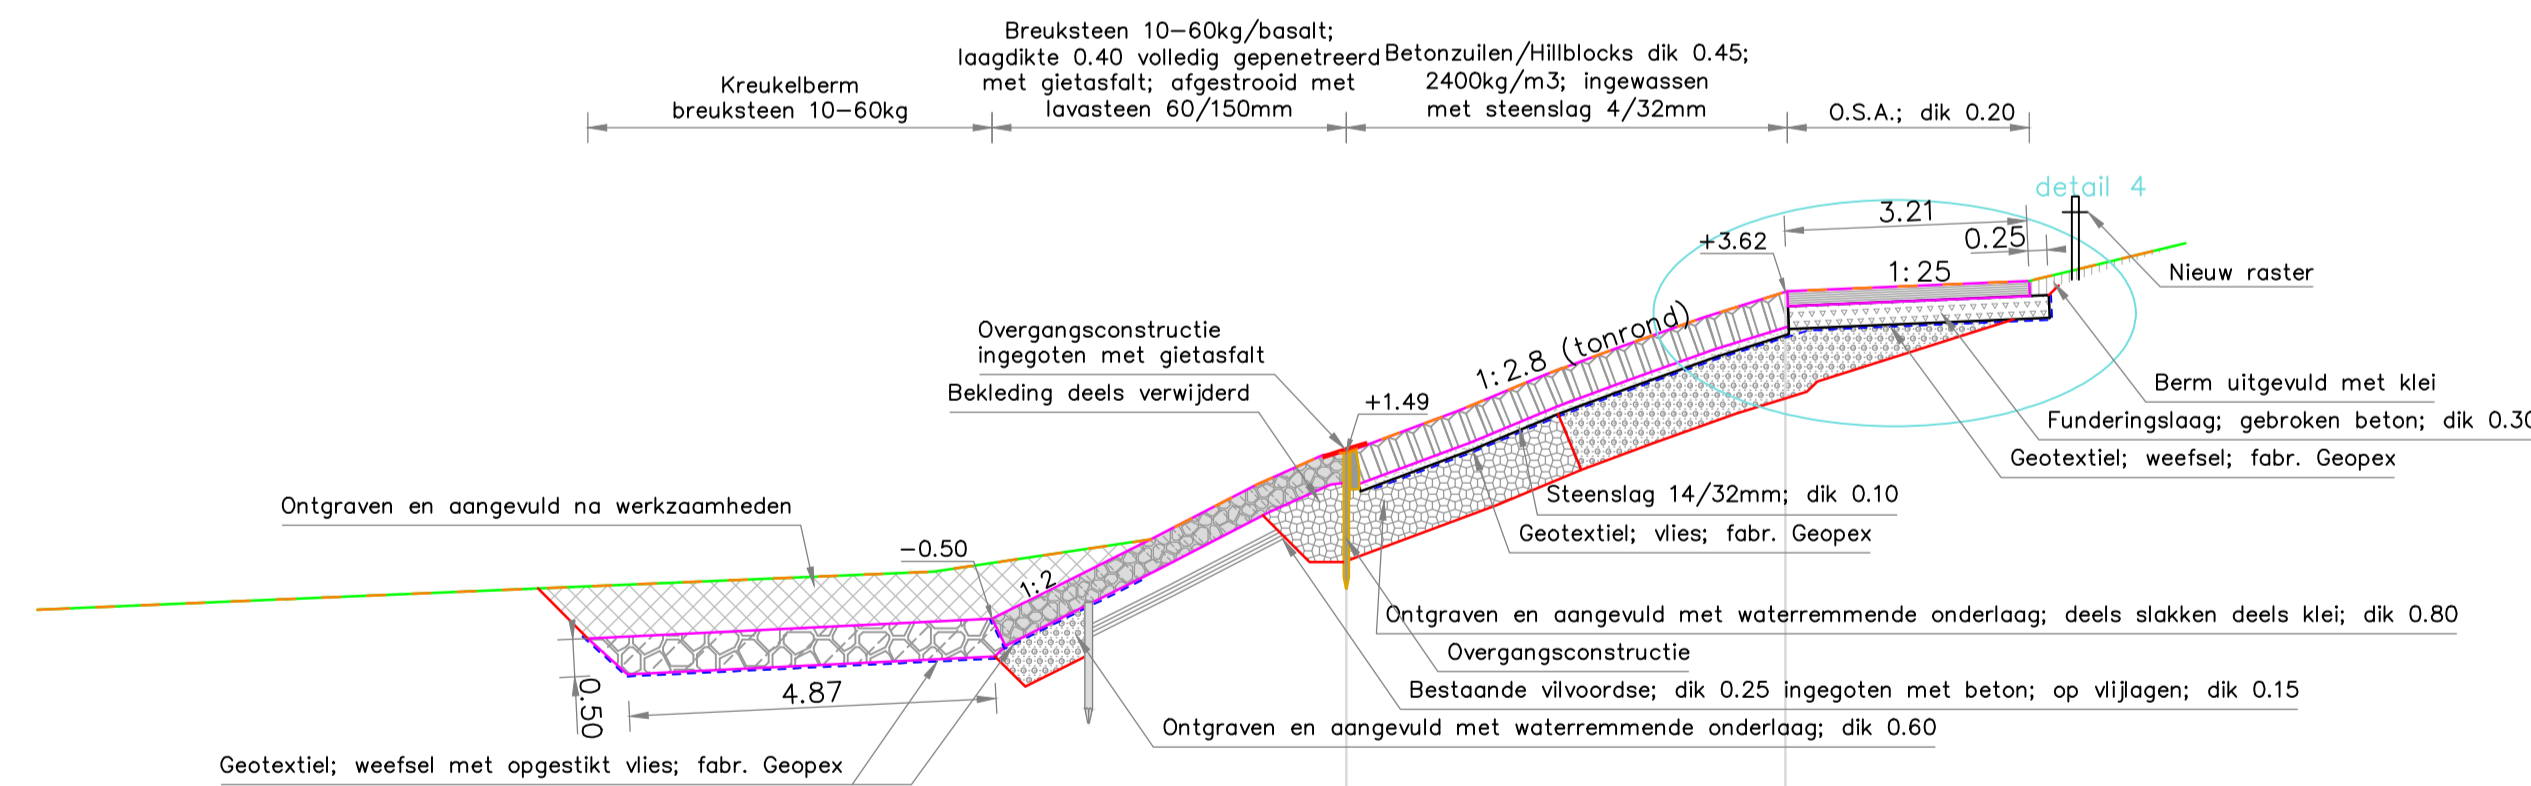 Breuksteen 10-60kg/basalt;
laagdikte 0.40 volledig gepenetreerd
met gietasfalt; afgestrooid met
lavasteen 60/150mm
Betonzuilen/Hillblocks dik 0.45;
2400kg/m3; ingewassen
met steenslag 4/32mm
Kreukelberm
breuksteen 10-60kg
O.S.A.; dik 0.20
detail 4
3.21
+3.62
0.25
1:25
Nieuw raster
1:2.8 (tonrond)
Overgangsconstructie
ingegoten met gietasfalt
Bekleding deels verwijderd
+1.49
Berm uitgevuld met klei
Funderingslaag; gebroken beton; dik 0.30
Geotextiel; weefsel; fabr. Geopex
Steenslag 14/32mm; dik 0.10
Geotextiel; vlies; fabr. Geopex
Ontgraven en aangevuld na werkzaamheden
-0.50
1:2
Ontgraven en aangevuld met waterremmende onderlaag; deels slakken deels klei; dik 0.80
Overgangsconstructie
Bestaande vilvoordse; dik 0.25 ingegoten met beton; op vlijlagen; dik 0.15
4.87
0.50
Ontgraven en aangevuld met waterremmende onderlaag; dik 0.60
Geotextiel; weefsel met opgestikt vlies; fabr. Geopex